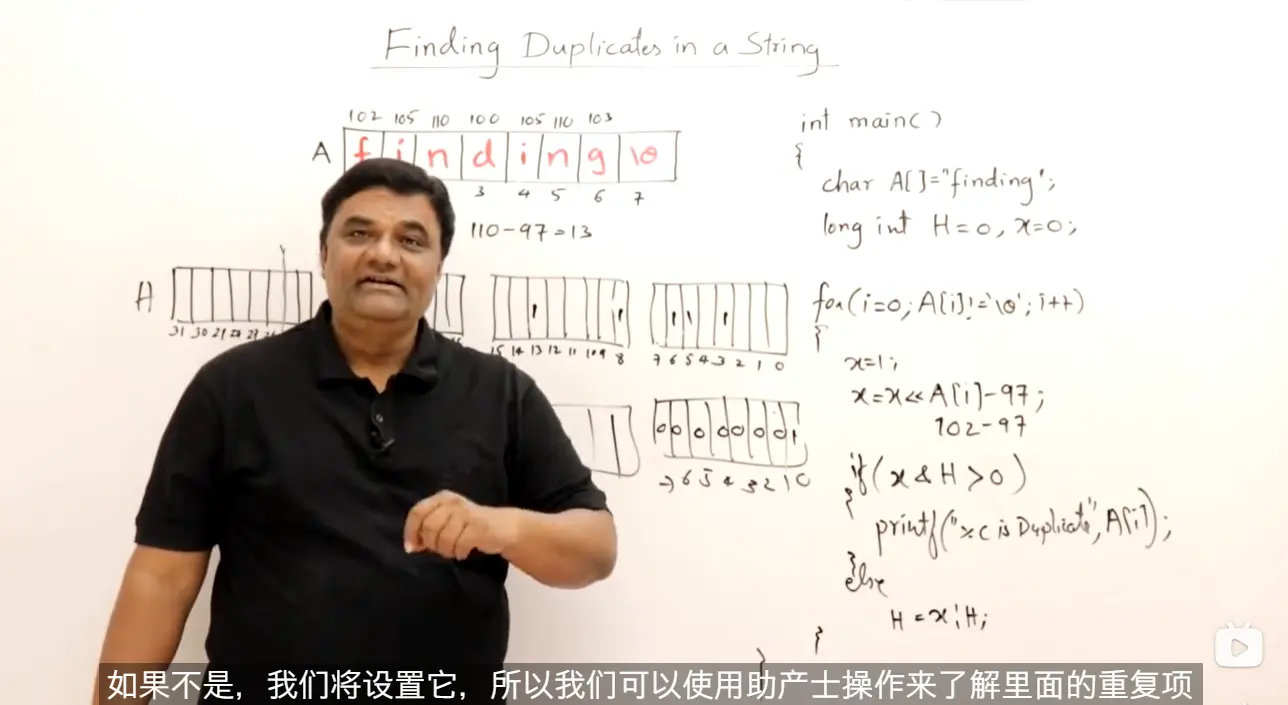 Finding Duplicates in a String
102 105 110 100 105 110 103
A f i n d i n g \0
3 4 5 6 7
110-97=13
H
31 30 29 28 27
15 14 13 12 11 10 9 8
7 6 5 4 3 2 1 0
0 0 0 0 0 0 0 1
7 6 5 4 3 2 1 0
int main()
{
char A[]="finding";
long int H=0, x=0;
for(i=0; A[i]!='\0'; i++)
{
x=1;
x=x<<A[i]-97;
102-97
if(x & H >0)
{
printf("%c is Duplicate", A[i]);
}
else
H=x|H;
}
}
如果不是，我们将设置它，所以我们可以使用助产士操作来了解里面的重复项